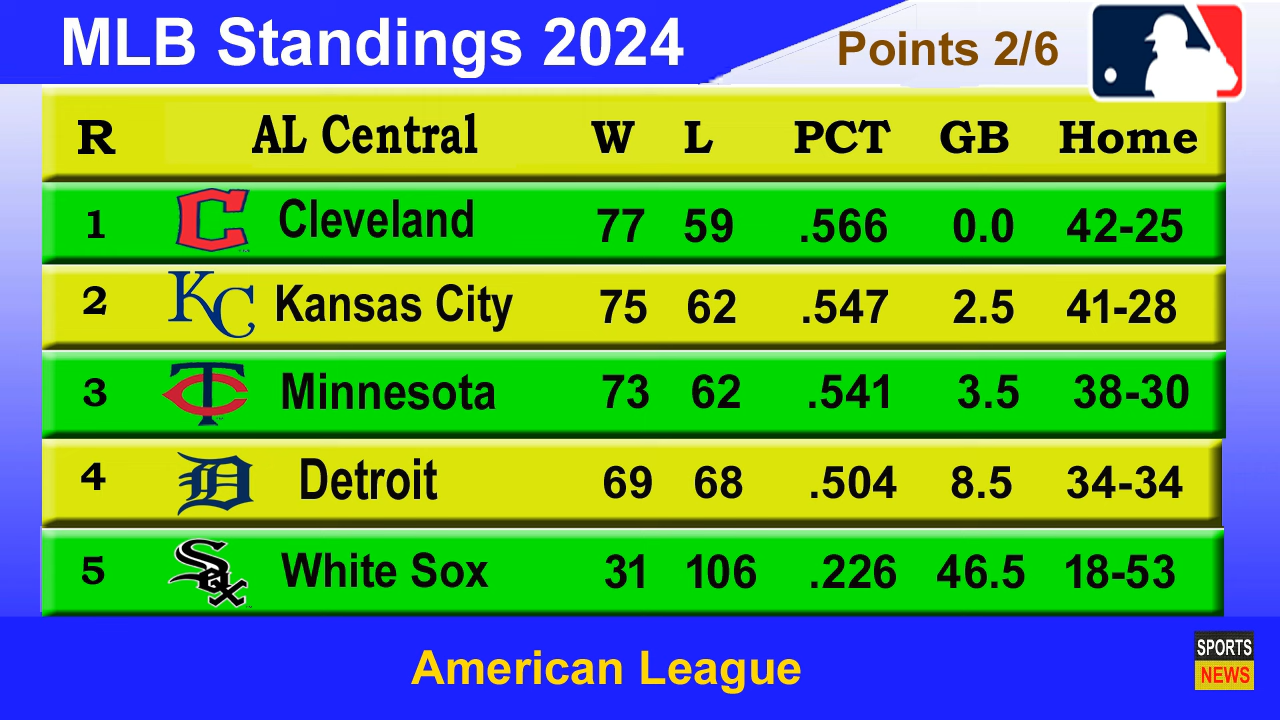 MLB Standings 2024
Points 2/6
R AL Central W L PCT GB Home
1 C Cleveland 77 59 .566 0.0 42-25
2 KC Kansas City 75 62 .547 2.5 41-28
3 TC Minnesota 73 62 .541 3.5 38-30
4 D Detroit 69 68 .504 8.5 34-34
5 Sox White Sox 31 106 .226 46.5 18-53
American League
SPORTS
NEWS